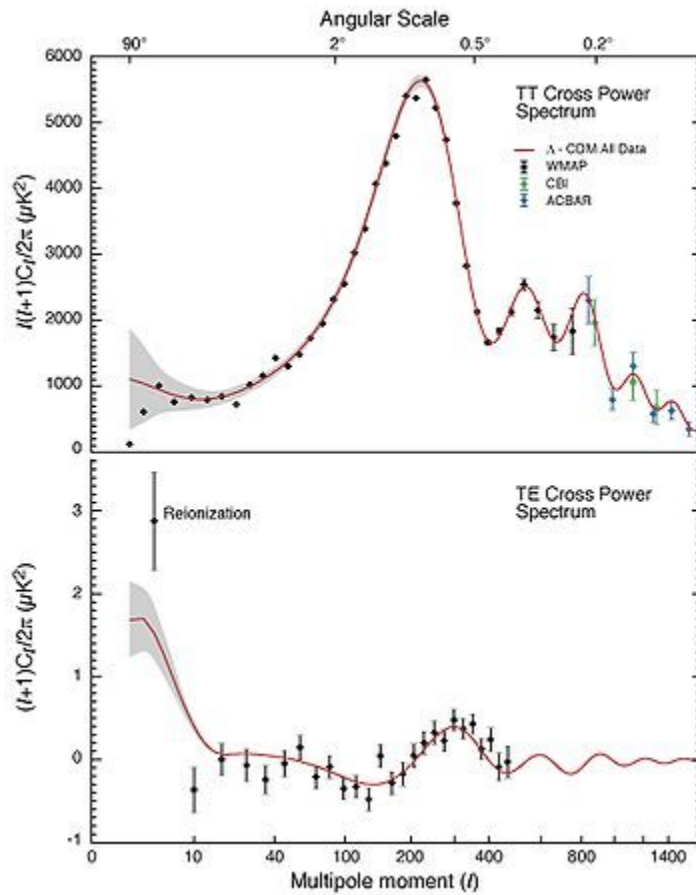 Angular Scale
90° 2° 0.5° 0.2°
6000
TT Cross Power
Spectrum
Λ - CDM All Data
WMAP
CBI
ACBAR
5000
4000
3000
2000
1000
0
l(l+1)Cl/2π (μK2)
TE Cross Power
Spectrum
Reionization
3
2
1
0
-1
(l+1)Cl/2π (μK2)
0 10 40 100 200 400 800 1400
Multipole moment (l)